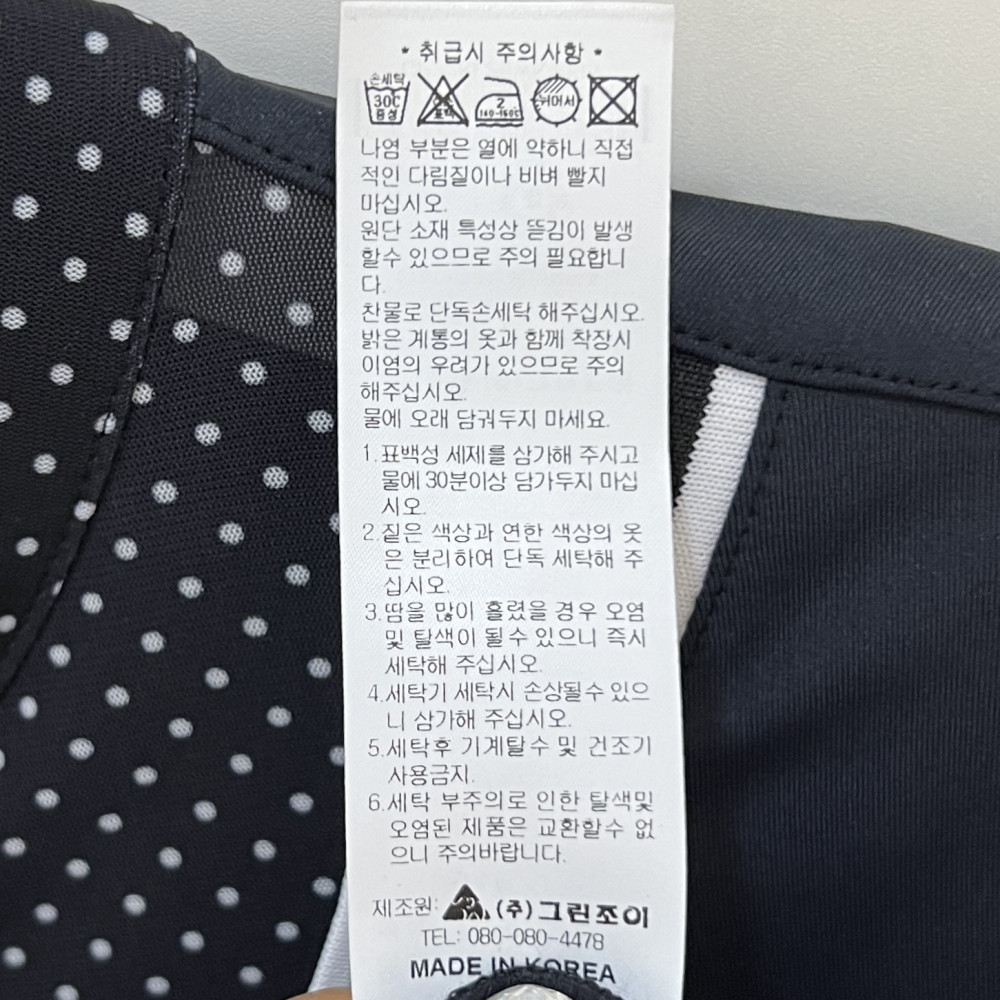 * 취급시 주의사항 *
손세탁
30C
중성
2
140-160C
뉘어서
나염 부분은 열에 약하니 직접
적인 다림질이나 비벼 빨지
마십시오.
원단 소재 특성상 뜯김이 발생
할수 있으므로 주의 필요합니
다.
찬물로 단독손세탁 해주십시오.
밝은 계통의 옷과 함께 착장시
이염의 우려가 있으므로 주의
해주십시오.
물에 오래 담궈두지 마세요.
1.표백성 세제를 삼가해 주시고
물에 30분이상 담가두지 마십
시오.
2.짙은 색상과 연한 색상의 옷
은 분리하여 단독 세탁해 주
십시오.
3.땀을 많이 흘렸을 경우 오염
및 탈색이 될수 있으니 즉시
세탁해 주십시오.
4.세탁기 세탁시 손상될수 있으
니 삼가해 주십시오.
5.세탁후 기계탈수 및 건조기
사용금지.
6.세탁 부주의로 인한 탈색및
오염된 제품은 교환할수 없
으니 주의바랍니다.
제조원: (주)그린조이
TEL: 080-080-4478
MADE IN KOREA